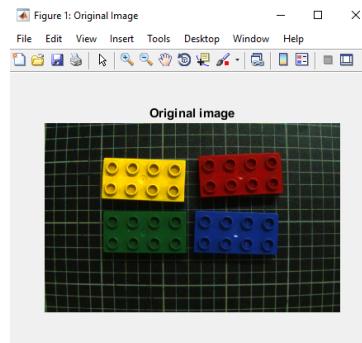 Figure 1: Original Image
File Edit View Insert Tools Desktop Window Help
Original image